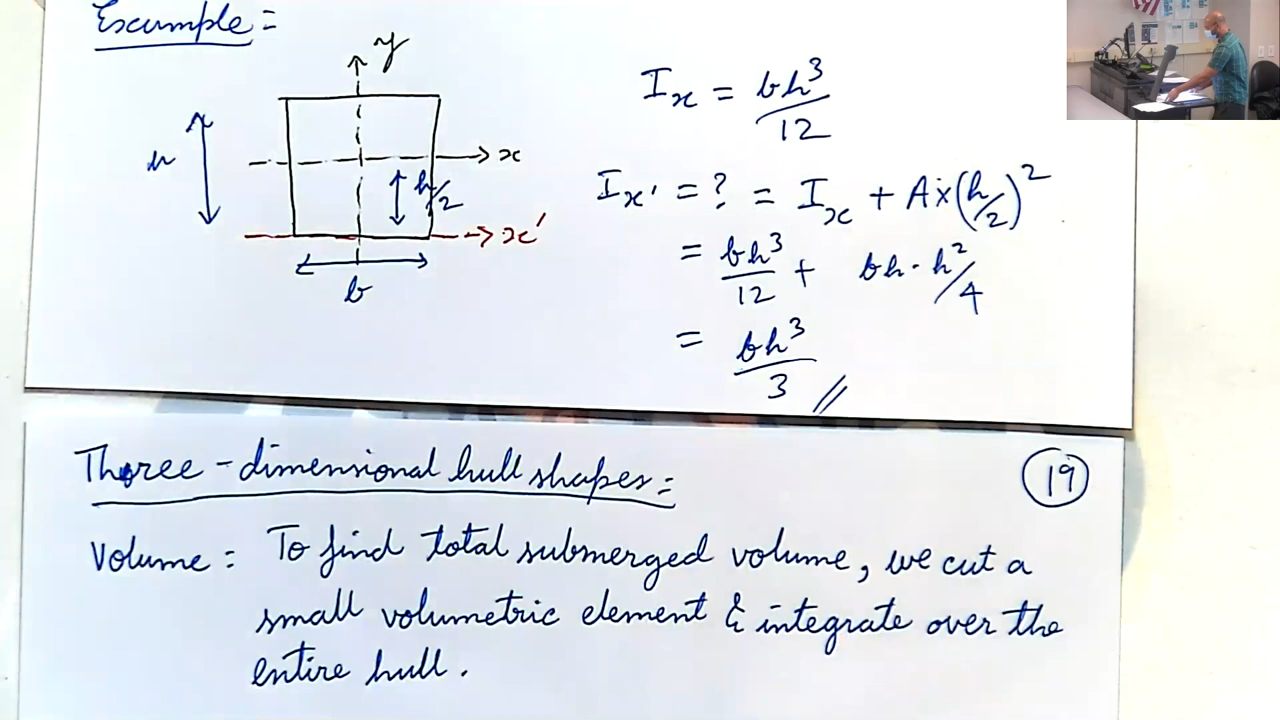 Example:
y
Ix = bh³/12
h
x
h/2
Ix' = ? = Ix + A×(h/2)²
x'
= bh³/12 + bh · h²/4
b
= bh³/3 //
Three-dimensional hull shapes:
19
Volume: To find total submerged volume, we cut a
small volumetric element & integrate over the
entire hull.